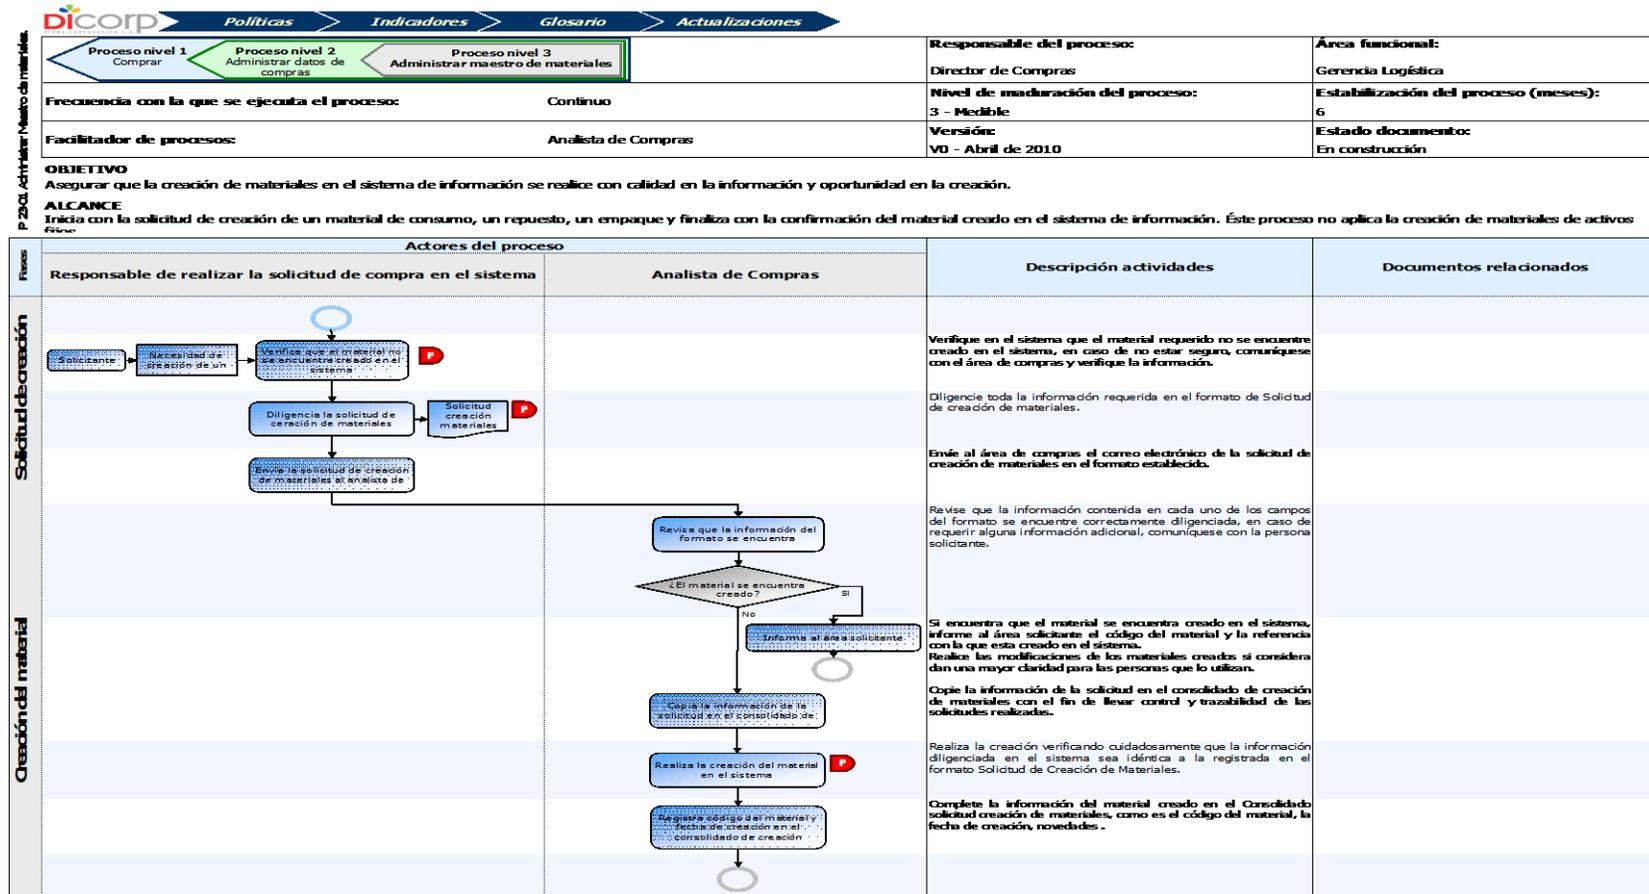 Dicorp
Políticas Indicadores Glosario Actualizaciones
P 23-01. Administrar Maestro de materiales.
Proceso nivel 1
Comprar
Proceso nivel 2
Administrar datos de
compras
Proceso nivel 3
Administrar maestro de materiales
Responsable del proceso:
Director de Compras
Área funcional:
Gerencia Logística
Frecuencia con la que se ejecuta el proceso: Continuo
Nivel de maduración del proceso:
3 - Medible
Estabilización del proceso (meses):
6
Facilitador de procesos: Analista de Compras
Versión:
V0 - Abril de 2010
Estado documento:
En construcción
OBJETIVO
Asegurar que la creación de materiales en el sistema de información se realice con calidad en la información y oportunidad en la creación.
ALCANCE
Inicia con la solicitud de creación de un material de consumo, un repuesto, un empaque y finaliza con la confirmación del material creado en el sistema de información. Éste proceso no aplica la creación de materiales de activos
fijos.
Fases
Actores del proceso
Responsable de realizar la solicitud de compra en el sistema
Analista de Compras
Descripción actividades
Documentos relacionados
Solicitud de creación
Solicitante
Necesidad de
creación de un
Verifica que el material no
se encuentre creado en el
sistema
P
Verifique en el sistema que el material requerido no se encuentre
creado en el sistema, en caso de no estar seguro, comuníquese
con el área de compras y verifique la información.
Diligencia la solicitud de
ceración de materiales
Solicitud
creación
materiales
P
Diligencie toda la información requerida en el formato de Solicitud
de creación de materiales.
Envía la solicitud de creación
de materiales al analista de
Envíe al área de compras el correo electrónico de la solicitud de
creación de materiales en el formato establecido.
Creación del material
Revisa que la información del
formato se encuentra
Revise que la información contenida en cada uno de los campos
del formato se encuentre correctamente diligenciada, en caso de
requerir alguna información adicional, comuníquese con la persona
solicitante.
¿El material se encuentra
creado?
SI
No
Informa al área solicitante
Si encuentra que el material se encuentra creado en el sistema,
informe al área solicitante el código del material y la referencia
con la que esta creado en el sistema.
Realice las modificaciones de los materiales creados si considera
dan una mayor claridad para las personas que lo utilizan.
Copia la información de la
solicitud en el consolidado de
Copie la información de la solicitud en el consolidado de creación
de materiales con el fin de llevar control y trazabilidad de las
solicitudes realizadas.
Realiza la creación del material
en el sistema
P
Realiza la creación verificando cuidadosamente que la información
diligenciada en el sistema sea idéntica a la registrada en el
formato Solicitud de Creación de Materiales.
Registra código del material y
fecha de creación en el
consolidado de creación
Complete la información del material creado en el Consolidado
solicitud creación de materiales, como es el código del material, la
fecha de creación, novedades .